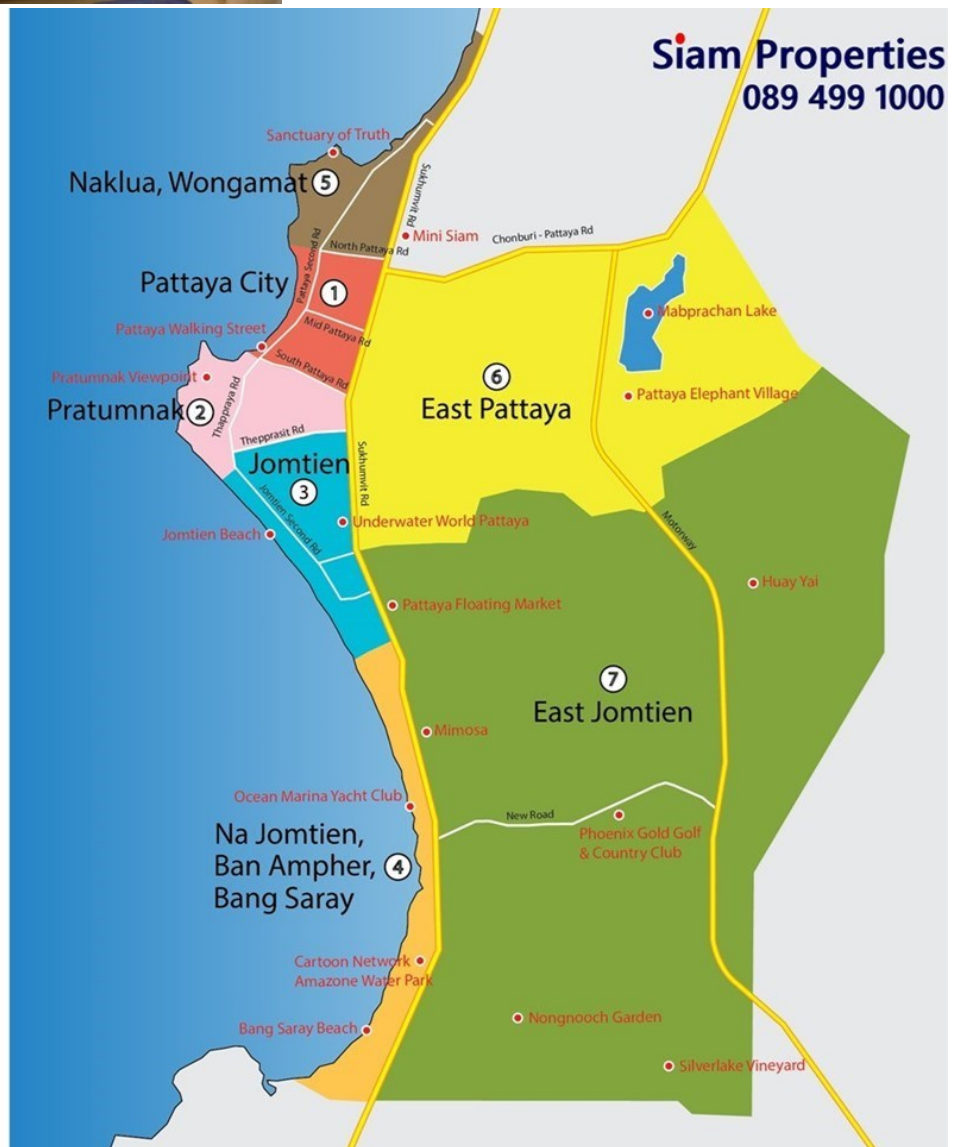 Siam Properties
089 499 1000
Sanctuary of Truth
Naklua, Wongamat 5
Sukhumvit Rd
Mini Siam
Chonburi - Pattaya Rd
North Pattaya Rd
Pattaya Second Rd
Pattaya City
1
Mabprachan Lake
Mid Pattaya Rd
Pattaya Walking Street
South Pattaya Rd
Pratumnak Viewpoint
6
East Pattaya
Pattaya Elephant Village
Pratumnak 2
Thappraya Rd
Thepprasit Rd
Jomtien
3
Sukhumvit Rd
Jomtien Second Rd
Underwater World Pattaya
Jomtien Beach
Motorway
Huay Yai
Pattaya Floating Market
7
East Jomtien
Mimosa
Ocean Marina Yacht Club
New Road
Phoenix Gold Golf
& Country Club
Na Jomtien,
Ban Ampher, 4
Bang Saray
Cartoon Network
Amazone Water Park
Bang Saray Beach
Nongnooch Garden
Silverlake Vineyard